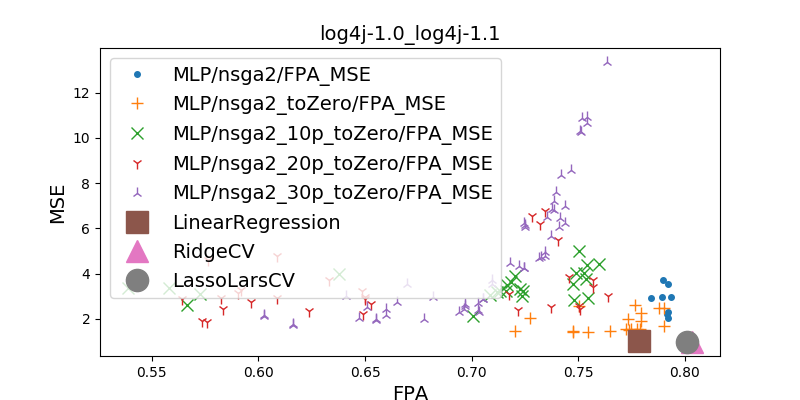 log4j-1.0_log4j-1.1
MSE
12
10
8
6
4
2
MLP/nsga2/FPA_MSE
MLP/nsga2_toZero/FPA_MSE
MLP/nsga2_10p_toZero/FPA_MSE
MLP/nsga2_20p_toZero/FPA_MSE
MLP/nsga2_30p_toZero/FPA_MSE
LinearRegression
RidgeCV
LassoLarsCV
0.55 0.60 0.65 0.70 0.75 0.80
FPA